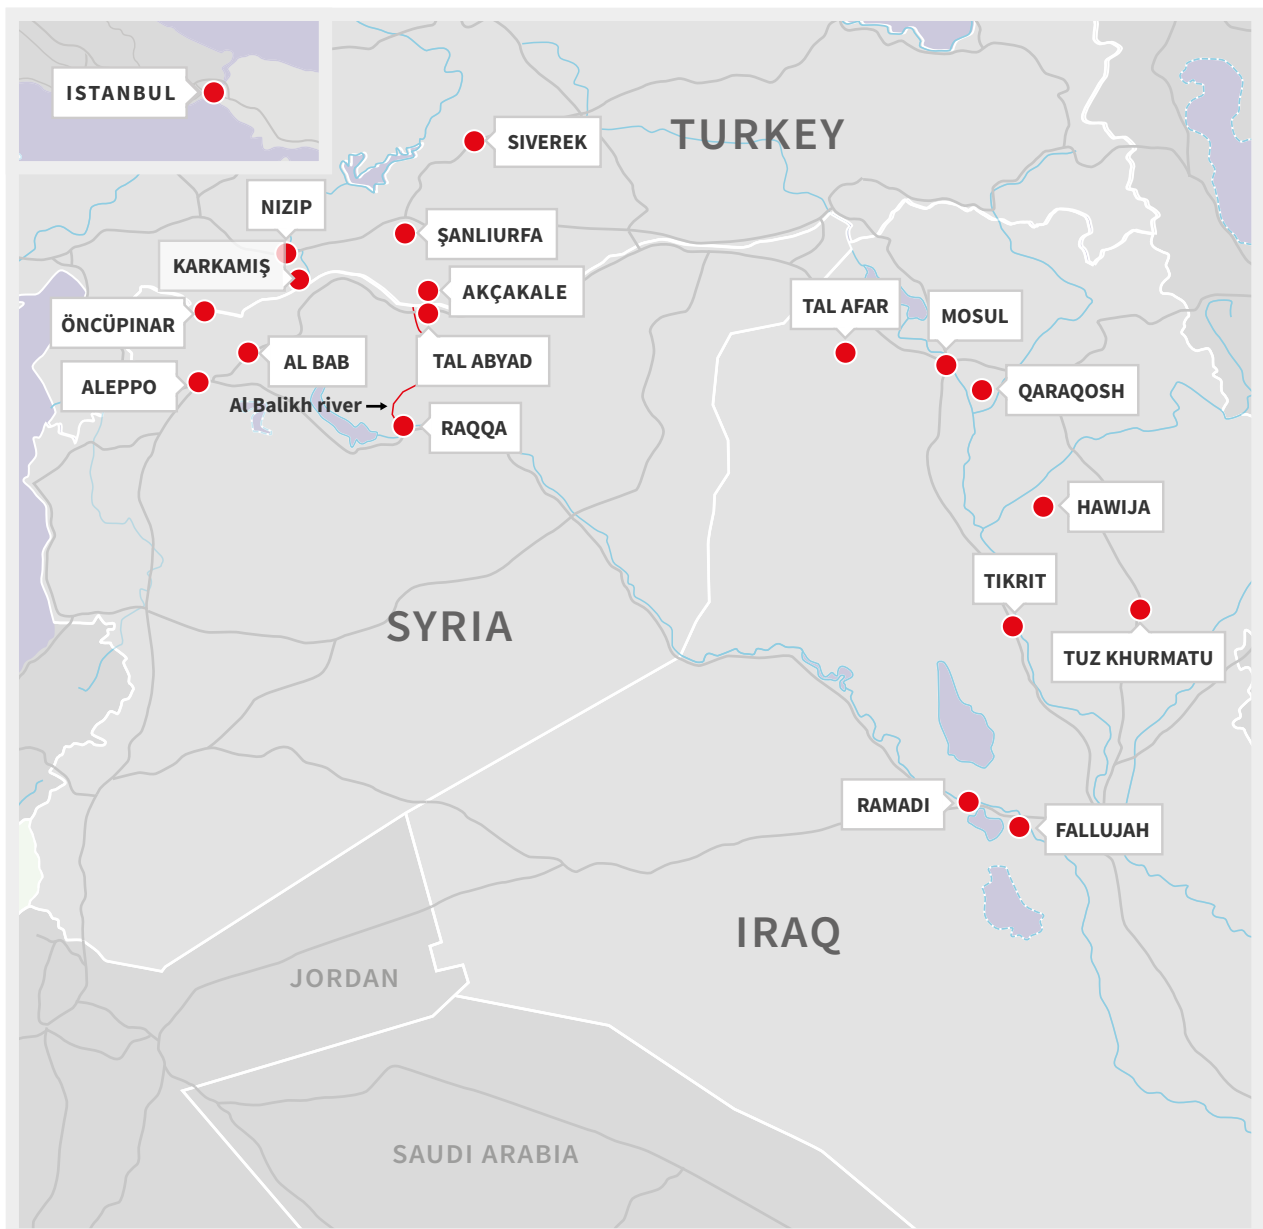 ISTANBUL
SIVEREK
TURKEY
NIZIP
ŞANLIURFA
KARKAMIŞ
AKÇAKALE
TAL AFAR
MOSUL
ÖNCÜPINAR
AL BAB
TAL ABYAD
ALEPPO
QARAQOSH
Al Balikh river
RAQQA
HAWIJA
TIKRIT
SYRIA
TUZ KHURMATU
RAMADI
FALLUJAH
IRAQ
JORDAN
SAUDI ARABIA